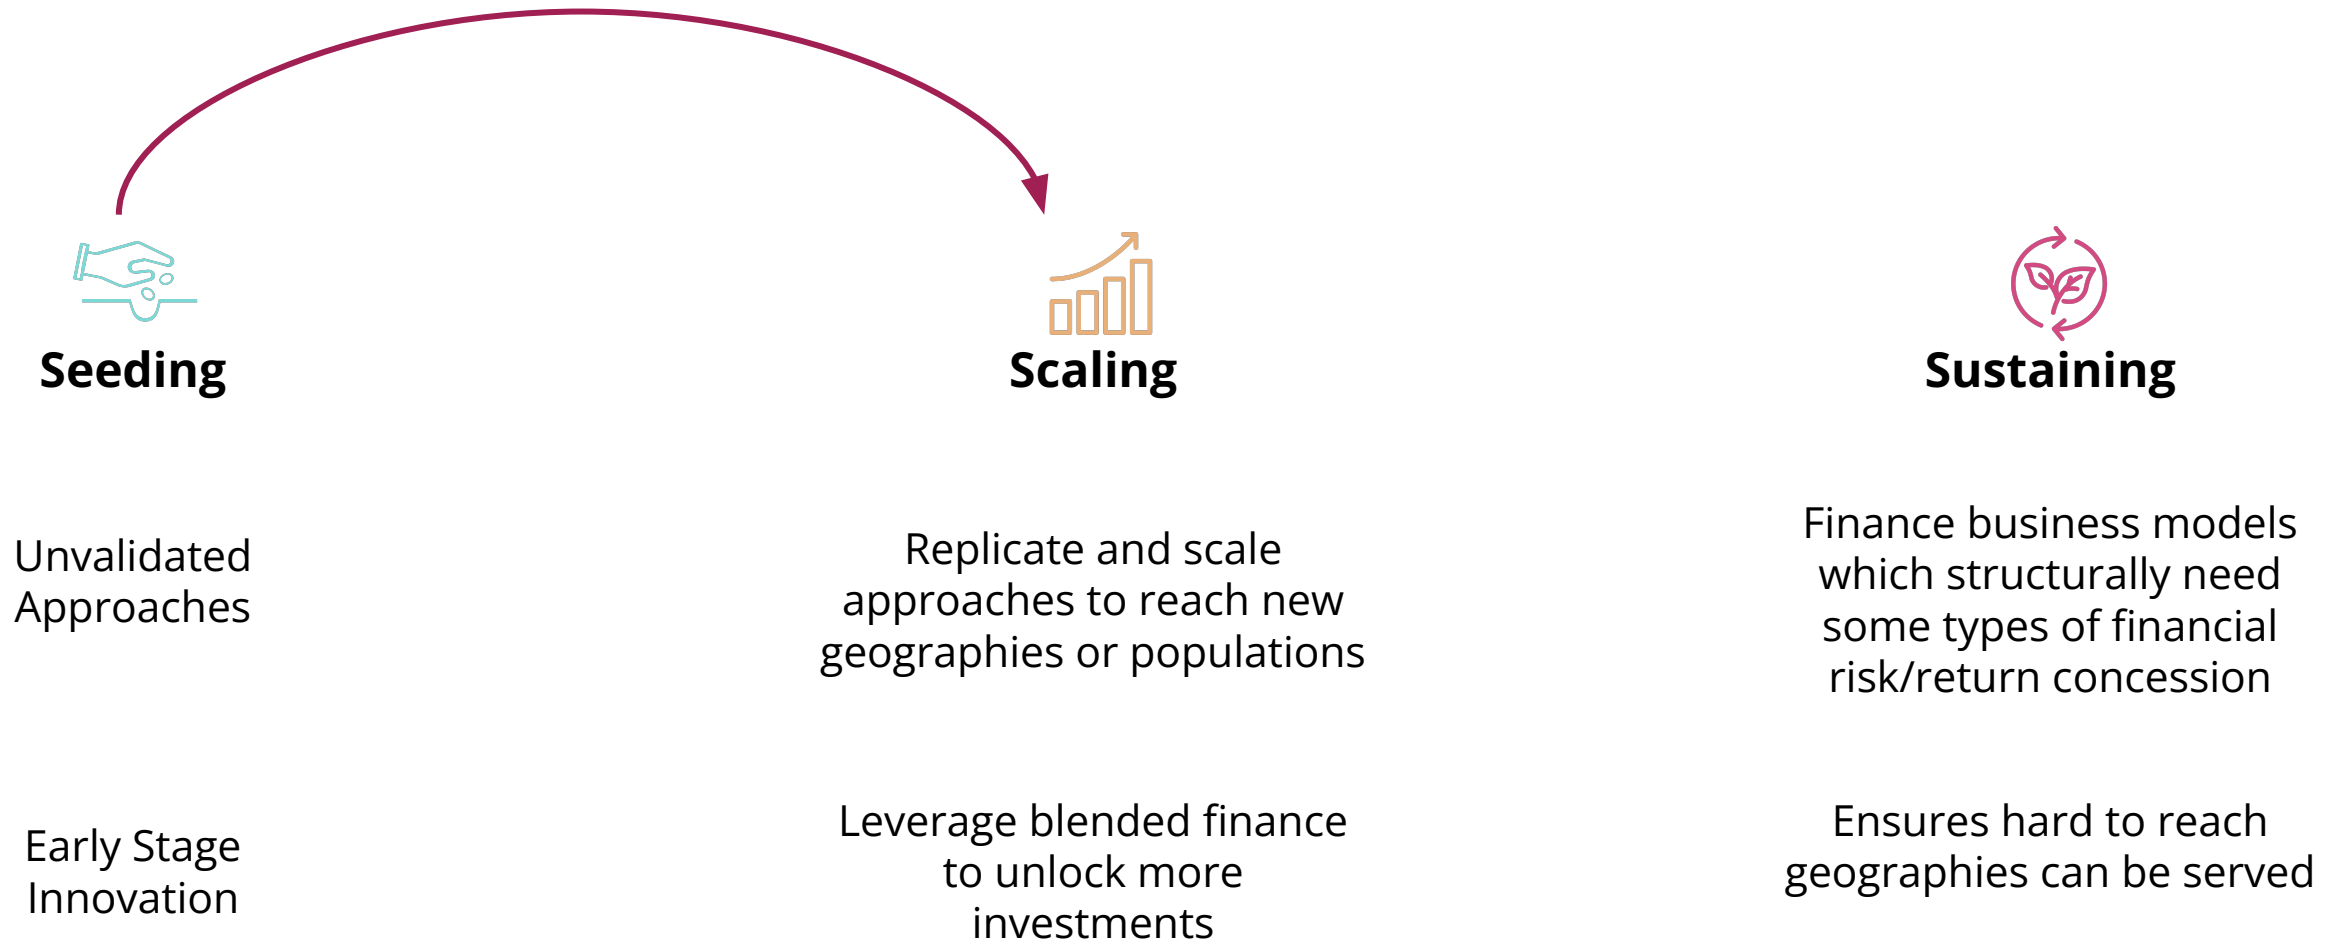 Seeding
Scaling
Sustaining
Unvalidated
Approaches
Replicate and scale
approaches to reach new
geographies or populations
Finance business models
which structurally need
some types of financial
risk/return concession
Early Stage
Innovation
Leverage blended finance
to unlock more
investments
Ensures hard to reach
geographies can be served